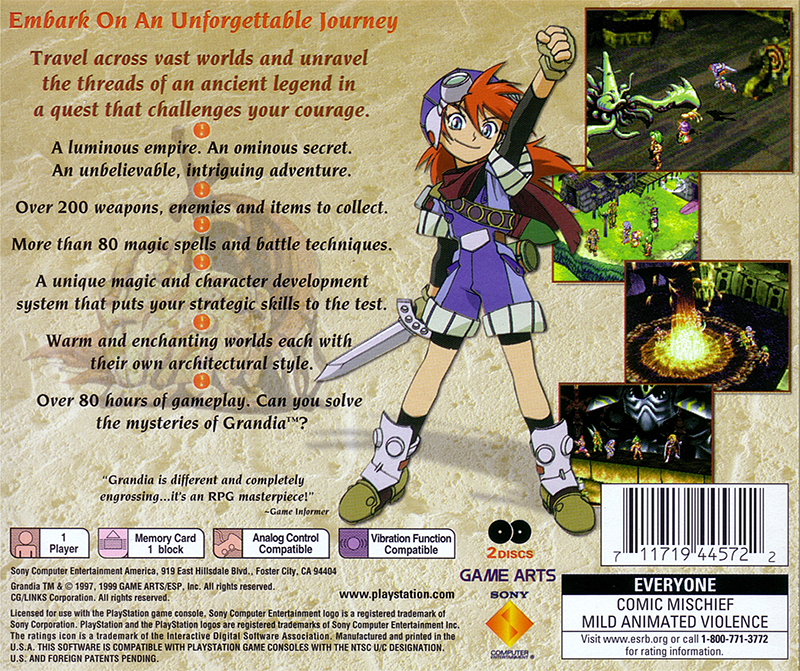 Embark On An Unforgettable Journey
Travel across vast worlds and unravel
the threads of an ancient legend in
a quest that challenges your courage.
A luminous empire. An ominous secret.
An unbelievable, intriguing adventure.
Over 200 weapons, enemies and items to collect.
More than 80 magic spells and battle techniques.
A unique magic and character development
system that puts your strategic skills to the test.
Warm and enchanting worlds each with
their own architectural style.
Over 80 hours of gameplay. Can you solve
the mysteries of Grandia™?
"Grandia is different and completely
engrossing...it's an RPG masterpiece!"
~Game Informer
1
Player
Memory Card
1 block
Analog Control
Compatible
Vibration Function
Compatible
2 DISCS
Sony Computer Entertainment America, 919 East Hillsdale Blvd., Foster City, CA 94404
Grandia TM & © 1997, 1999 GAME ARTS/ESP, Inc. All rights reserved.
CG/LINKS Corporation. All rights reserved.
www.playstation.com
Licensed for use with the PlayStation game console, Sony Computer Entertainment logo is a registered trademark of
Sony Corporation. PlayStation and the PlayStation logos are registered trademarks of Sony Computer Entertainment Inc.
The ratings icon is a trademark of the Interactive Digital Software Association. Manufactured and printed in the
U.S.A. THIS SOFTWARE IS COMPATIBLE WITH PLAYSTATION GAME CONSOLES WITH THE NTSC U/C DESIGNATION.
U.S. AND FOREIGN PATENTS PENDING.
GAME ARTS
SONY
COMPUTER
ENTERTAINMENT ®
7 11719 44572 2
EVERYONE
COMIC MISCHIEF
MILD ANIMATED VIOLENCE
Visit www.esrb.org or call 1-800-771-3772
for rating information.